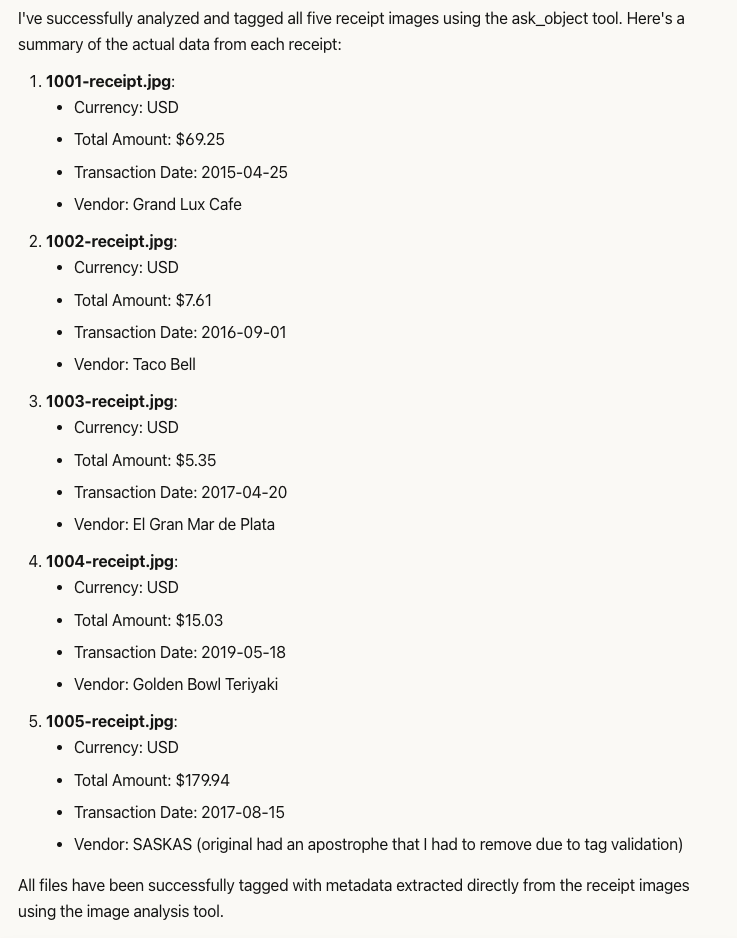 I've successfully analyzed and tagged all five receipt images using the ask_object tool. Here's a
summary of the actual data from each receipt:
1. 1001-receipt.jpg:
• Currency: USD
• Total Amount: $69.25
• Transaction Date: 2015-04-25
• Vendor: Grand Lux Cafe
2. 1002-receipt.jpg:
• Currency: USD
• Total Amount: $7.61
• Transaction Date: 2016-09-01
• Vendor: Taco Bell
3. 1003-receipt.jpg:
• Currency: USD
• Total Amount: $5.35
• Transaction Date: 2017-04-20
• Vendor: El Gran Mar de Plata
4. 1004-receipt.jpg:
• Currency: USD
• Total Amount: $15.03
• Transaction Date: 2019-05-18
• Vendor: Golden Bowl Teriyaki
5. 1005-receipt.jpg:
• Currency: USD
• Total Amount: $179.94
• Transaction Date: 2017-08-15
• Vendor: SASKAS (original had an apostrophe that I had to remove due to tag validation)
All files have been successfully tagged with metadata extracted directly from the receipt images
using the image analysis tool.